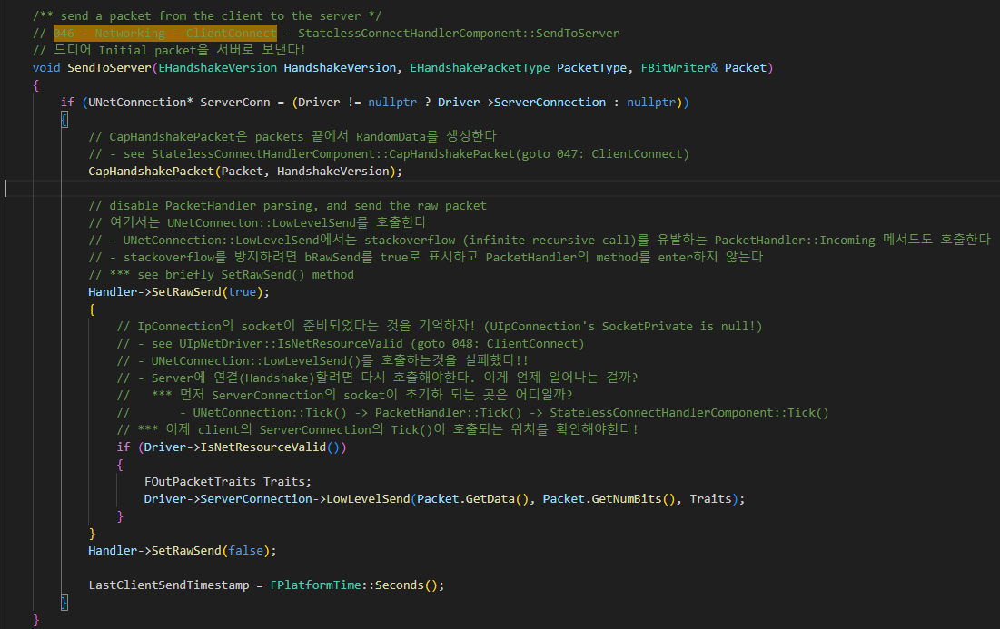 /** send a packet from the client to the server */
// 046 - Networking - ClientConnect - StatelessConnectHandlerComponent::SendToServer
// 드디어 Initial packet을 서버로 보낸다!
void SendToServer(EHandshakeVersion HandshakeVersion, EHandshakePacketType PacketType, FBitWriter& Packet)
{
if (UNetConnection* ServerConn = (Driver != nullptr ? Driver->ServerConnection : nullptr))
{
// CapHandshakePacket은 packets 끝에서 RandomData를 생성한다
// - see StatelessConnectHandlerComponent::CapHandshakePacket(goto 047: ClientConnect)
CapHandshakePacket(Packet, HandshakeVersion);
// disable PacketHandler parsing, and send the raw packet
// 여기서는 UNetConnecton::LowLevelSend를 호출한다
// - UNetConnection::LowLevelSend에서는 stackoverflow (infinite-recursive call)를 유발하는 PacketHandler::Incoming 메서드도 호출한다
// - stackoverflow를 방지하려면 bRawSend를 true로 표시하고 PacketHandler의 method를 enter하지 않는다
// *** see briefly SetRawSend() method
Handler->SetRawSend(true);
{
// IpConnection의 socket이 준비되었다는 것을 기억하자! (UIpConnection's SocketPrivate is null!)
// - see UIpNetDriver::IsNetResourceValid (goto 048: ClientConnect)
// - UNetConnection::LowLevelSend()를 호출하는것을 실패했다!!
// - Server에 연결(Handshake)할려면 다시 호출해야한다. 이게 언제 일어나는 걸까?
//   *** 먼저 ServerConnection의 socket이 초기화 되는 곳은 어디일까?
//       - UNetConnection::Tick() -> PacketHandler::Tick() -> StatelessConnectHandlerComponent::Tick()
// *** 이제 client의 ServerConnection의 Tick()이 호출되는 위치를 확인해야한다!
if (Driver->IsNetResourceValid())
{
FOutPacketTraits Traits;
Driver->ServerConnection->LowLevelSend(Packet.GetData(), Packet.GetNumBits(), Traits);
}
}
Handler->SetRawSend(false);
LastClientSendTimestamp = FPlatformTime::Seconds();
}
}